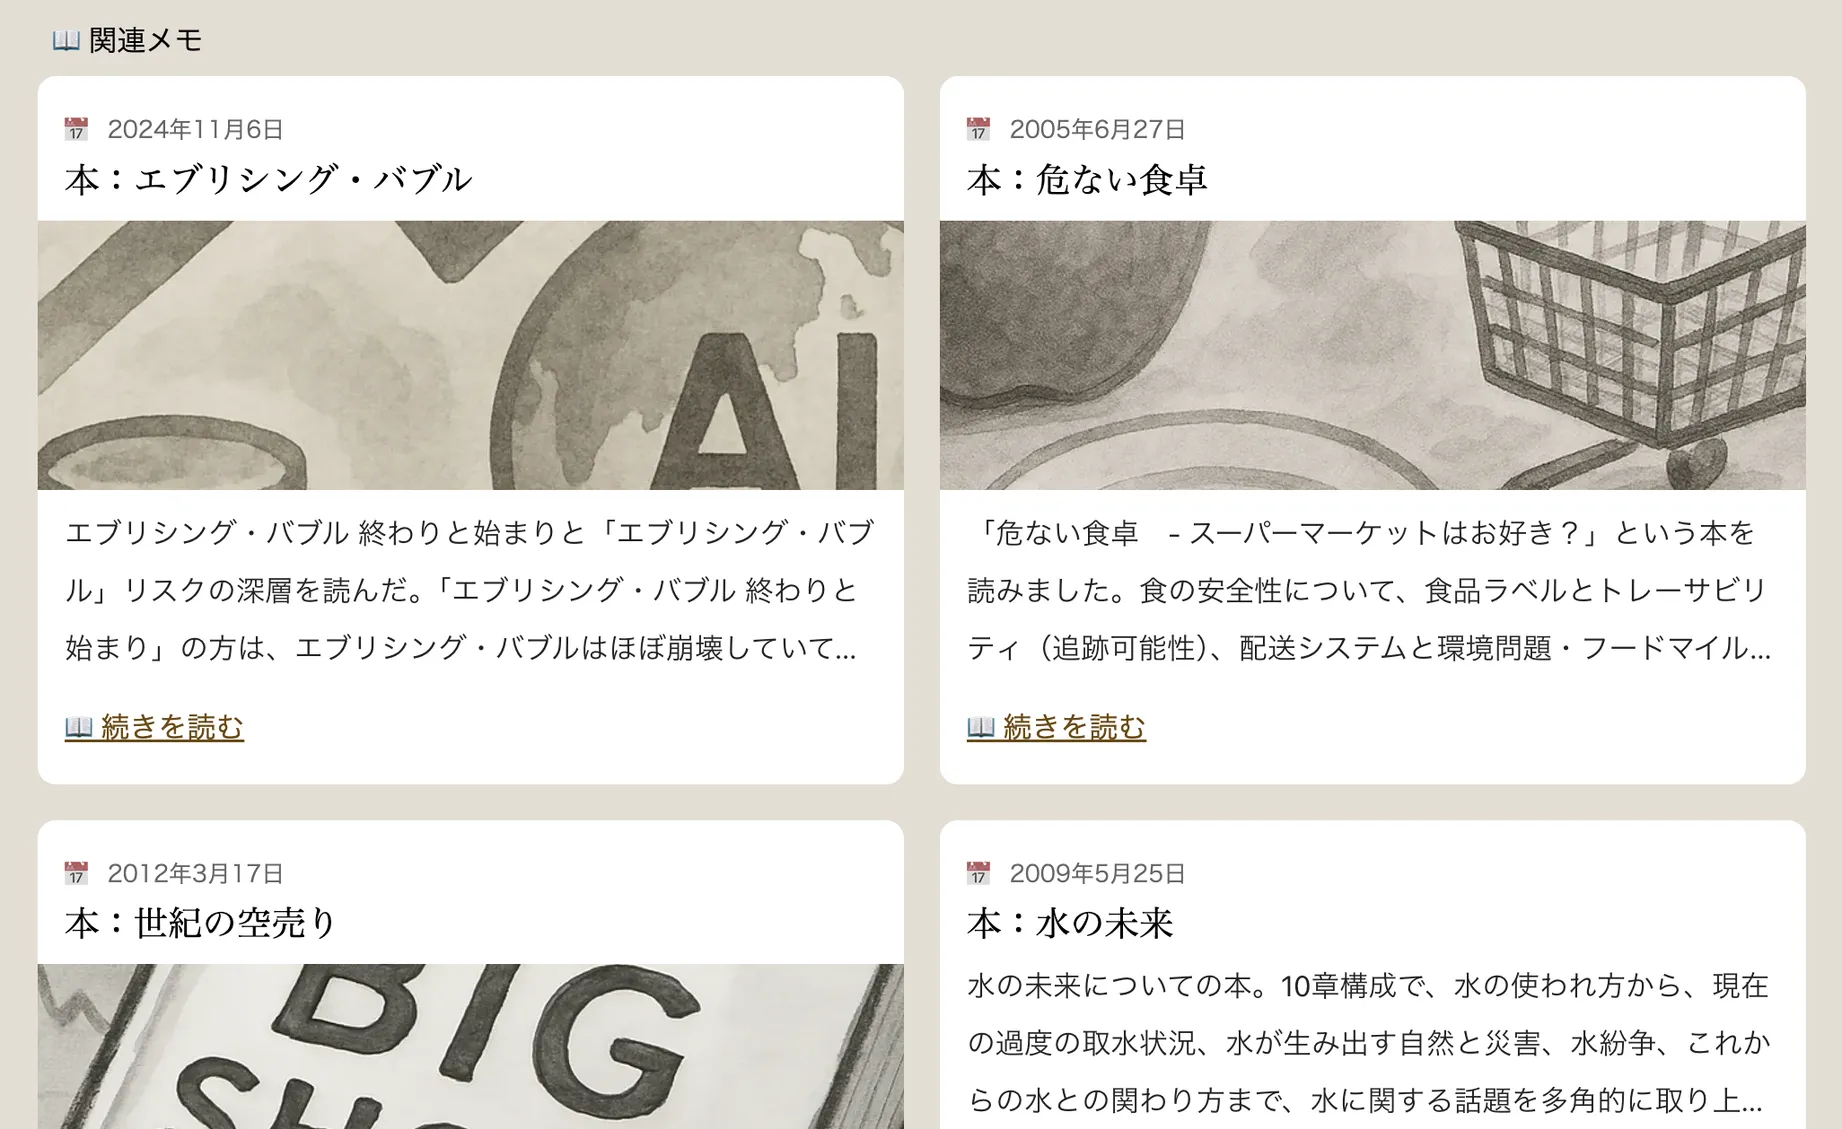 📖 関連メモ
📅 2024年11月6日
本：エブリシング・バブル
AI
エブリシング・バブル 終わりと始まりと「エブリシング・バブ
ル」リスクの深層を読んだ。「エブリシング・バブル 終わりと
始まり」の方は、エブリシング・バブルはほぼ崩壊していて...
📖 続きを読む
📅 2005年6月27日
本：危ない食卓
「危ない食卓　- スーパーマーケットはお好き？」という本を
読みました。食の安全性について、食品ラベルとトレーサビリ
ティ（追跡可能性）、配送システムと環境問題・フードマイル...
📖 続きを読む
📅 2012年3月17日
本：世紀の空売り
BIG
SHO
📅 2009年5月25日
本：水の未来
水の未来についての本。10章構成で、水の使われ方から、現在
の過度の取水状況、水が生み出す自然と災害、水紛争、これか
らの水との関わり方まで、水に関する話題を多角的に取り上...